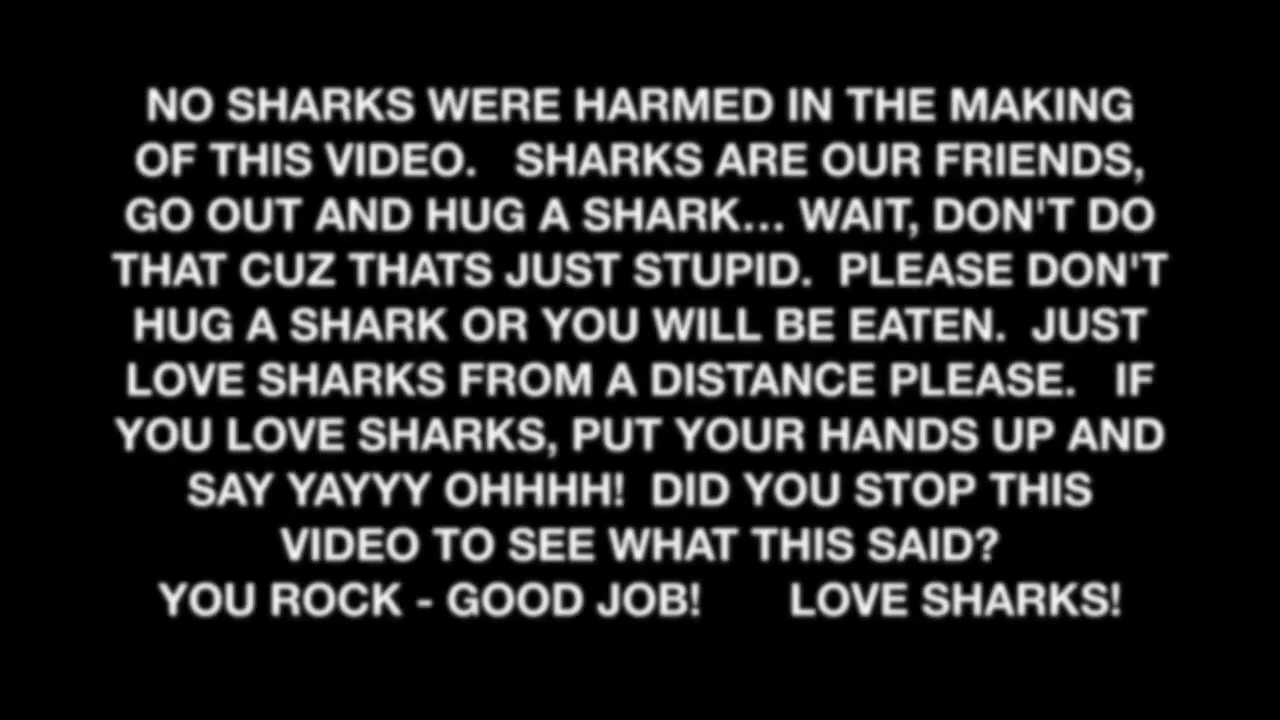 NO SHARKS WERE HARMED IN THE MAKING
OF THIS VIDEO. SHARKS ARE OUR FRIENDS,
GO OUT AND HUG A SHARK... WAIT, DON'T DO
THAT CUZ THATS JUST STUPID. PLEASE DON'T
HUG A SHARK OR YOU WILL BE EATEN. JUST
LOVE SHARKS FROM A DISTANCE PLEASE. IF
YOU LOVE SHARKS, PUT YOUR HANDS UP AND
SAY YAYYY OHHHH! DID YOU STOP THIS
VIDEO TO SEE WHAT THIS SAID?
YOU ROCK - GOOD JOB! LOVE SHARKS!